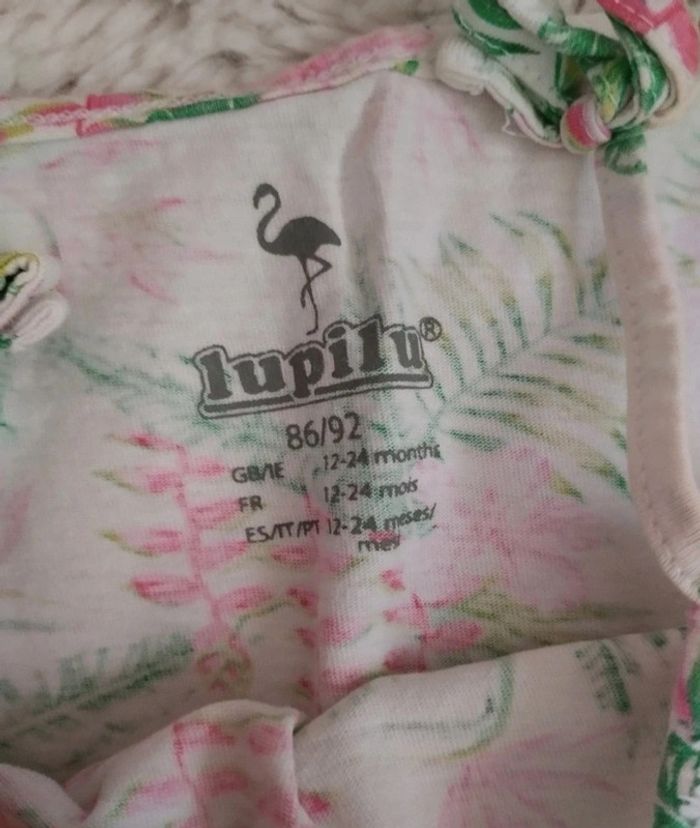 lupilu®
86/92
GB/IE 12-24 months
FR 12-24 mois
ES/IT/PT 12-24 meses/
mesi